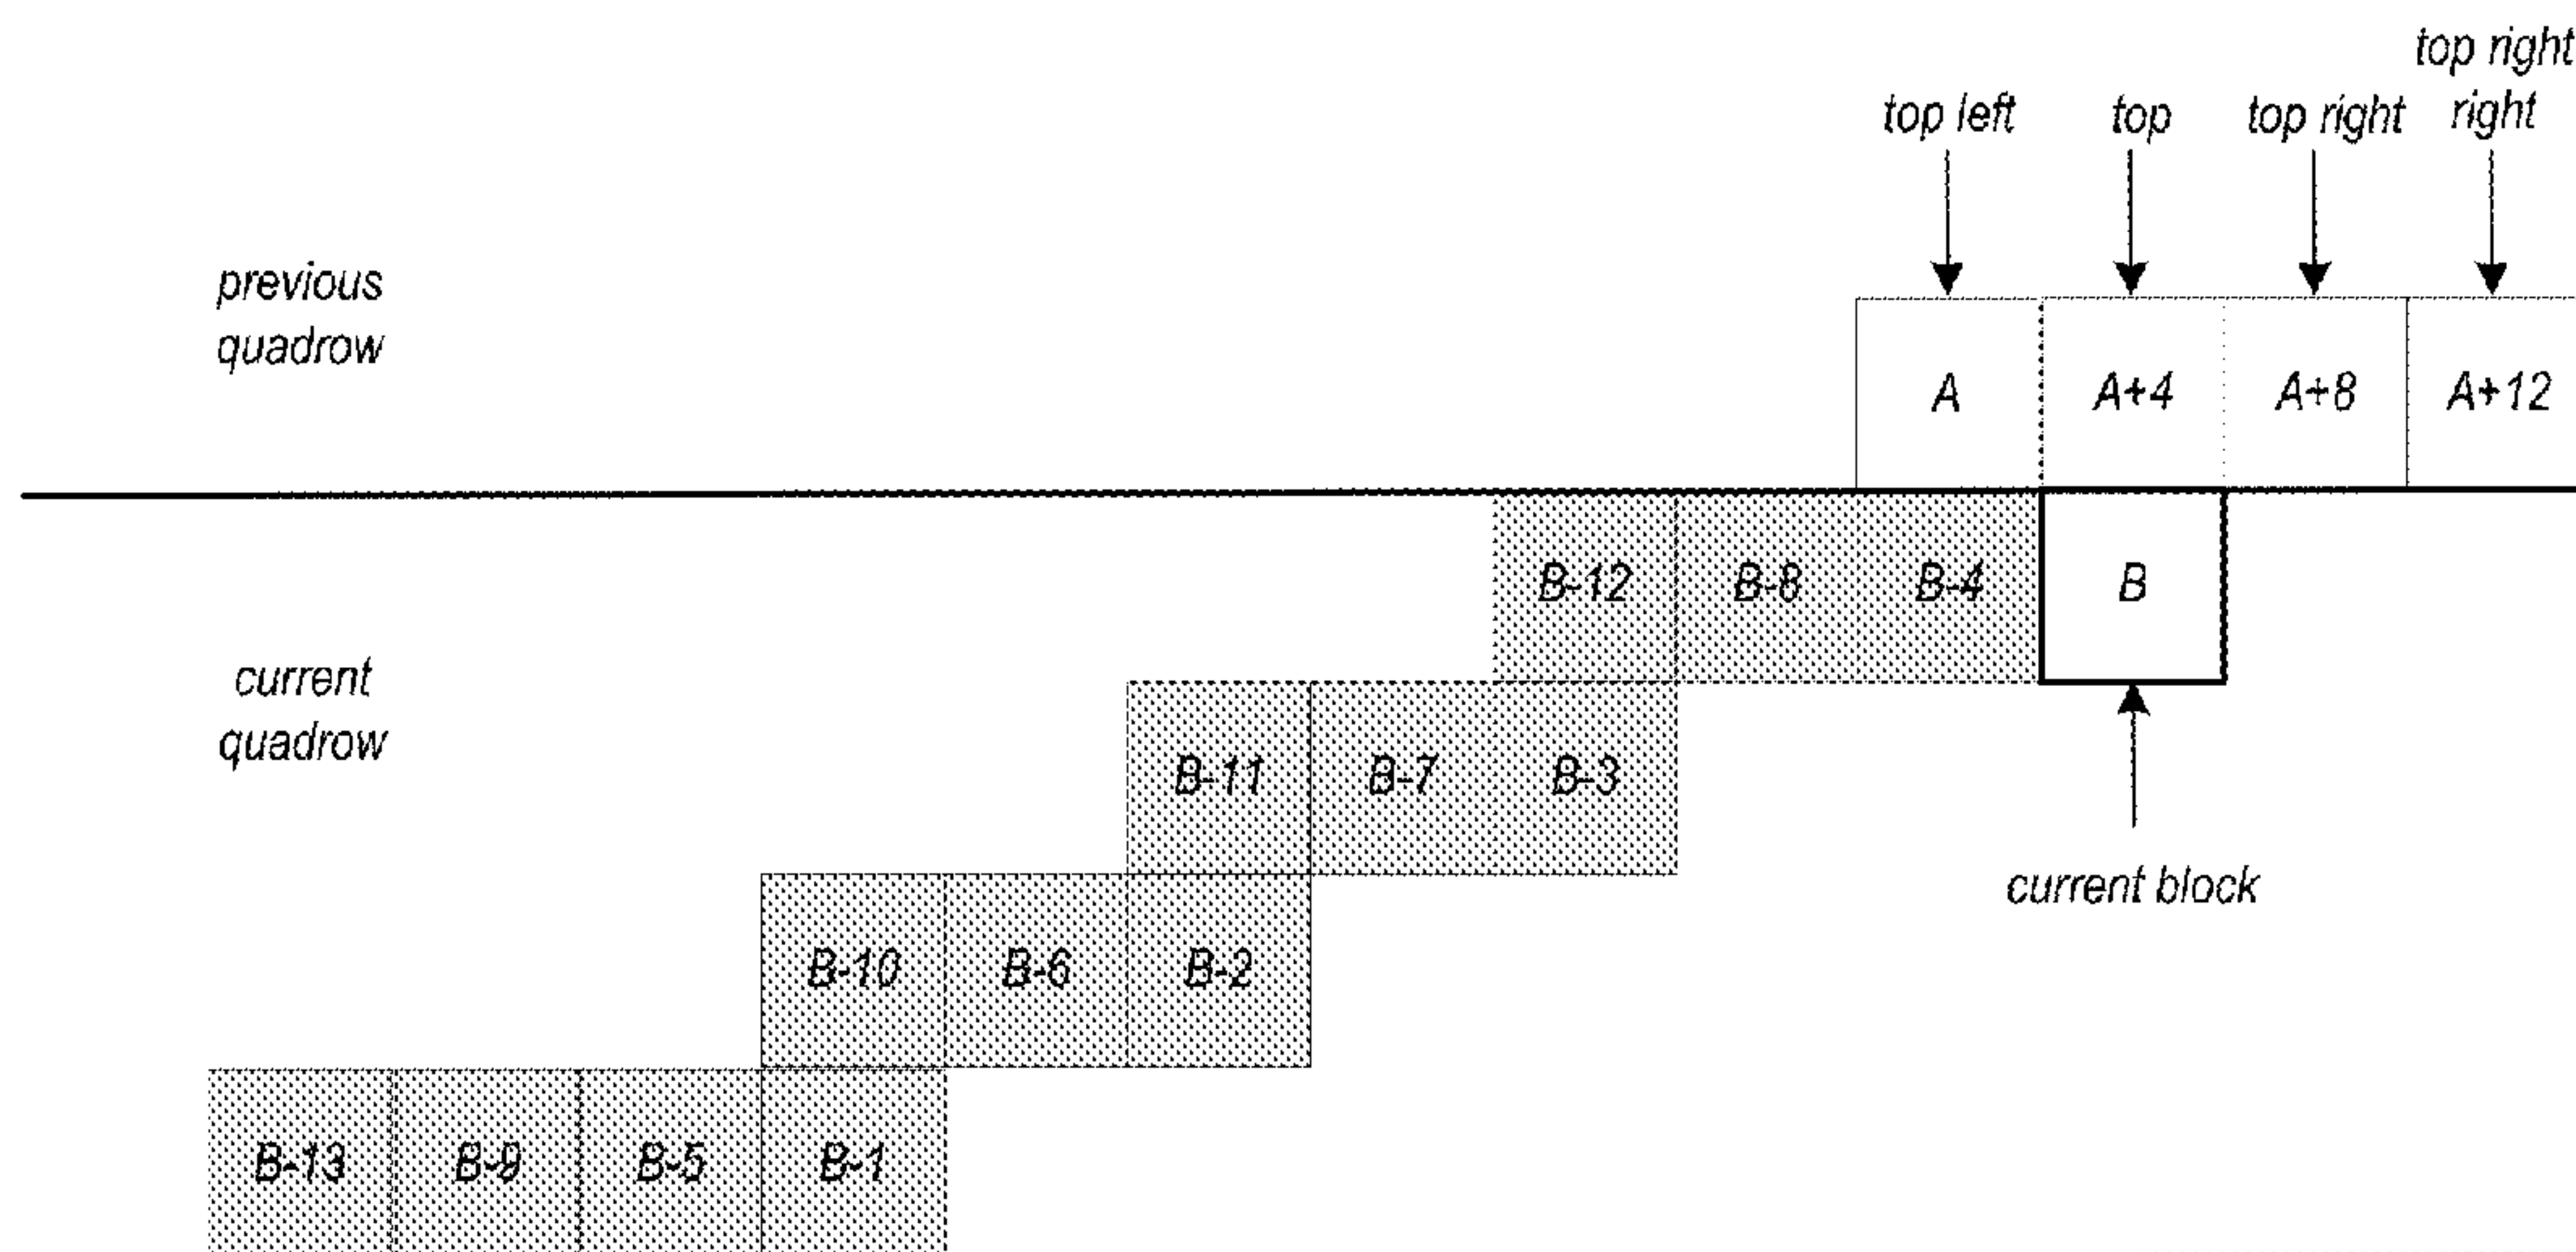 top right
top left top top right right
previous
quadrow
A A+4 A+8 A+12
B-12 B-8 B-4 B
current
quadrow
B-11 B-7 B-3
current block
B-10 B-6 B-2
B-13 B-9 B-5 B-1